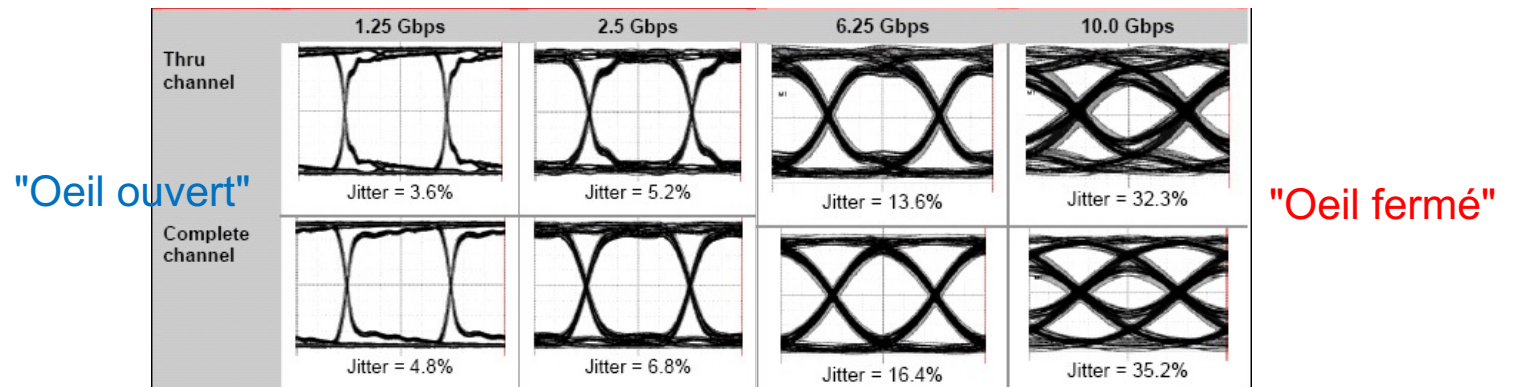 1.25 Gbps 2.5 Gbps 6.25 Gbps 10.0 Gbps
Thru
channel
Jitter = 3.6% Jitter = 5.2% Jitter = 13.6% Jitter = 32.3%
"Oeil ouvert"
"Oeil fermé"
Complete
channel
Jitter = 4.8% Jitter = 6.8% Jitter = 16.4% Jitter = 35.2%